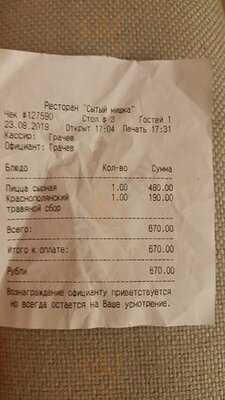 Ресторан "Сытый мишка"
Чек #127590 Стол # 3 Гостей 1
23.08.2019 Открыт 17:04 Печать 17:31
Кассир: Грачев
Официант: Грачев
Блюдо Кол-во Сумма
Пицца сырная 1.00 480.00
Краснополянский 1.00 190.00
травяной сбор
Всего: 670.00
Итого к оплате: 670.00
Рубли 670.00
Вознаграждение официанту приветствуется
но всегда остается на Ваше усмотрение.